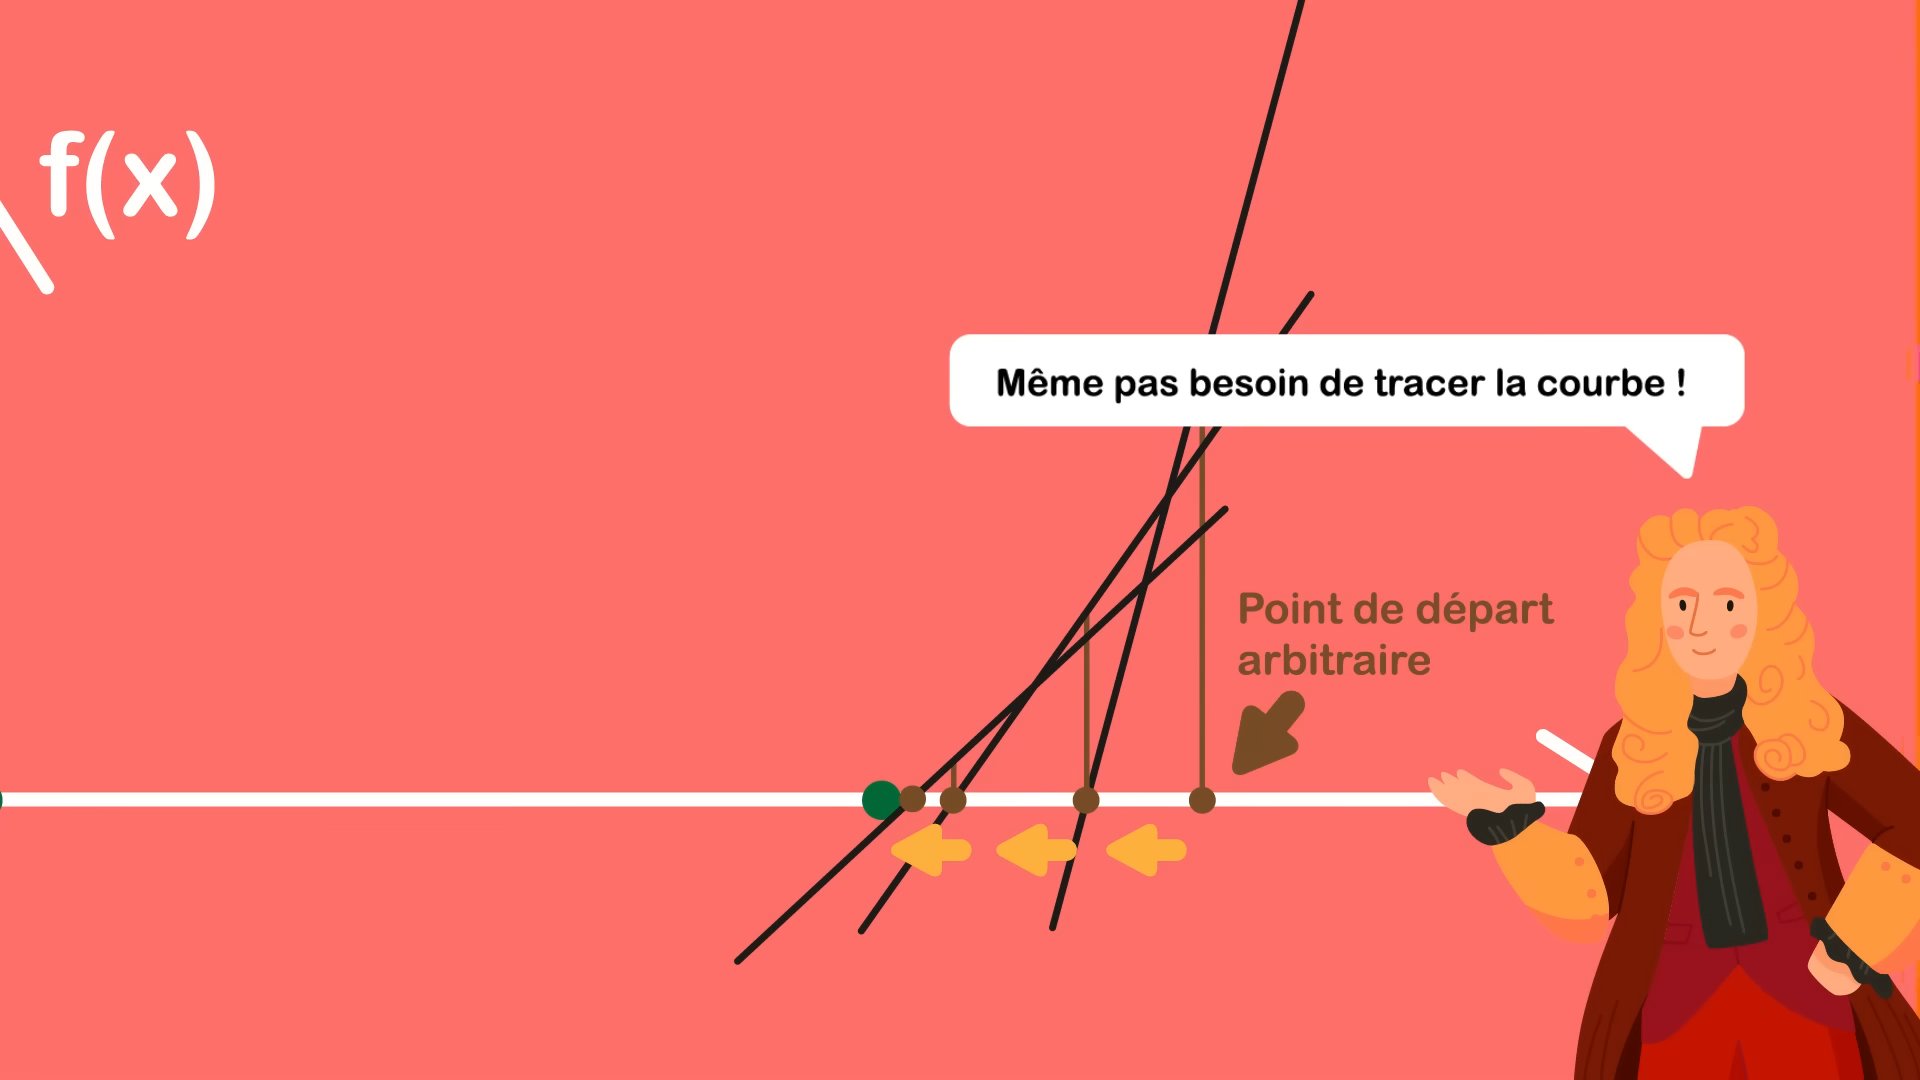 f(x)
Même pas besoin de tracer la courbe !
Point de départ
arbitraire